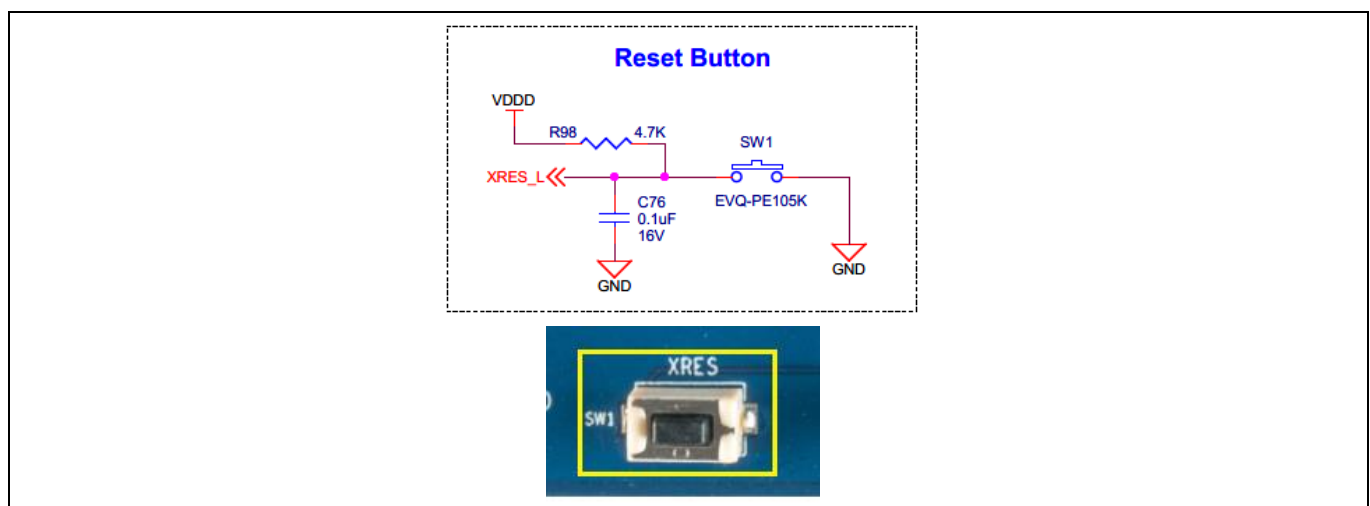 Reset Button
VDDD
R98 4.7K
SW1
XRES_L
EVQ-PE105K
C76
0.1uF
16V
GND
GND
XRES
SW1